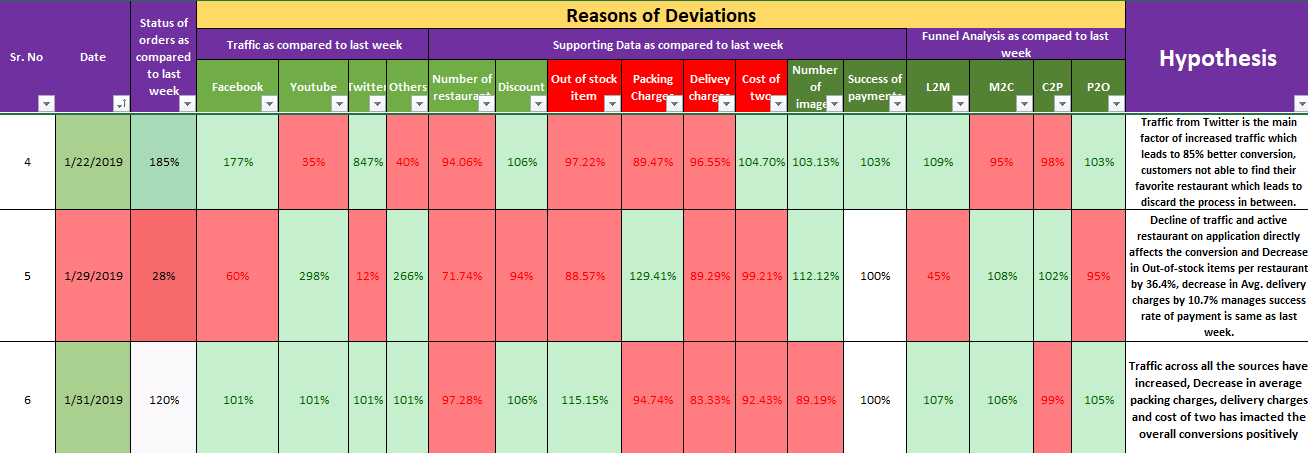 Reasons of Deviations
Sr. No
Date
Status of
orders as
compared
to last
week
Traffic as compared to last week
Supporting Data as compared to last week
Funnel Analysis as compaed to last
week
Hypothesis
Facebook
Youtube
Twitter
Others
Number of
restaurant
Discount
Out of stock
item
Packing
Charges
Delivey
charges
Cost of
two
Number
of
images
Success of
payments
L2M
M2C
C2P
P2O
4
1/22/2019
185%
177%
35%
847%
40%
94.06%
106%
97.22%
89.47%
96.55%
104.70%
103.13%
103%
109%
95%
98%
103%
Traffic from Twitter is the main
factor of increased traffic which
leads to 85% better conversion,
customers not able to find their
favorite restaurant which leads to
discard the process in between.
5
1/29/2019
28%
60%
298%
12%
266%
71.74%
94%
88.57%
129.41%
89.29%
99.21%
112.12%
100%
45%
108%
102%
95%
Decline of traffic and active
restaurant on application directly
affects the conversion and Decrease
in Out-of-stock items per restaurant
by 36.4%, decrease in Avg. delivery
charges by 10.7% manages success
rate of payment is same as last
week.
6
1/31/2019
120%
101%
101%
101%
101%
97.28%
106%
115.15%
94.74%
83.33%
92.43%
89.19%
100%
107%
106%
99%
105%
Traffic across all the sources have
increased, Decrease in average
packing charges, delivery charges
and cost of two has imacted the
overall conversions positively